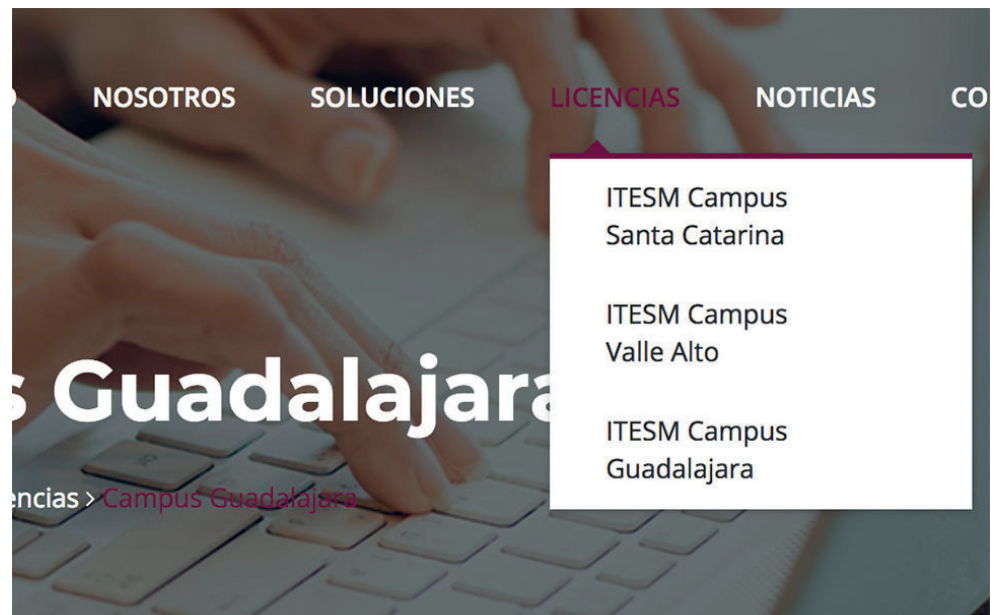 NOSOTROS SOLUCIONES LICENCIAS NOTICIAS CO
ITESM Campus
Santa Catarina
ITESM Campus
Valle Alto
s Guadalajara
ITESM Campus
Guadalajara
encias > Campus Guadalajara